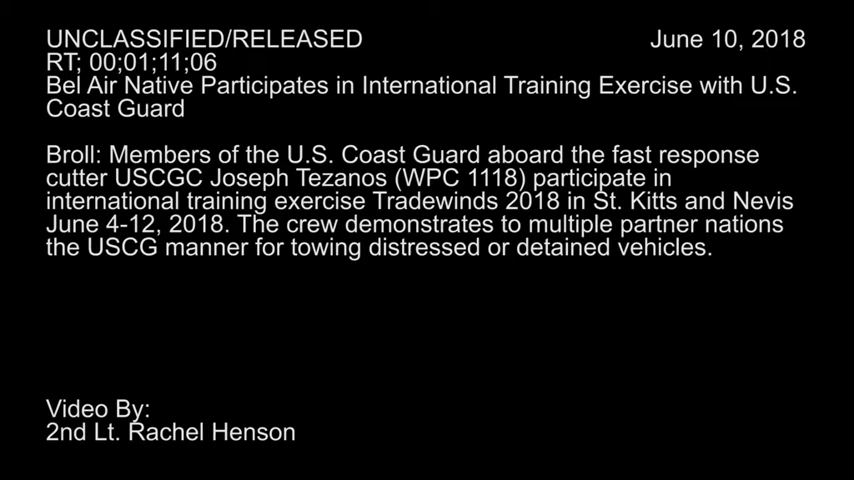 UNCLASSIFIED/RELEASED June 10, 2018
RT; 00;01;11;06
Bel Air Native Participates in International Training Exercise with U.S.
Coast Guard
Broll: Members of the U.S. Coast Guard aboard the fast response
cutter USCGC Joseph Tezanos (WPC 1118) participate in
international training exercise Tradewinds 2018 in St. Kitts and Nevis
June 4-12, 2018. The crew demonstrates to multiple partner nations
the USCG manner for towing distressed or detained vehicles.
Video By:
2nd Lt. Rachel Henson